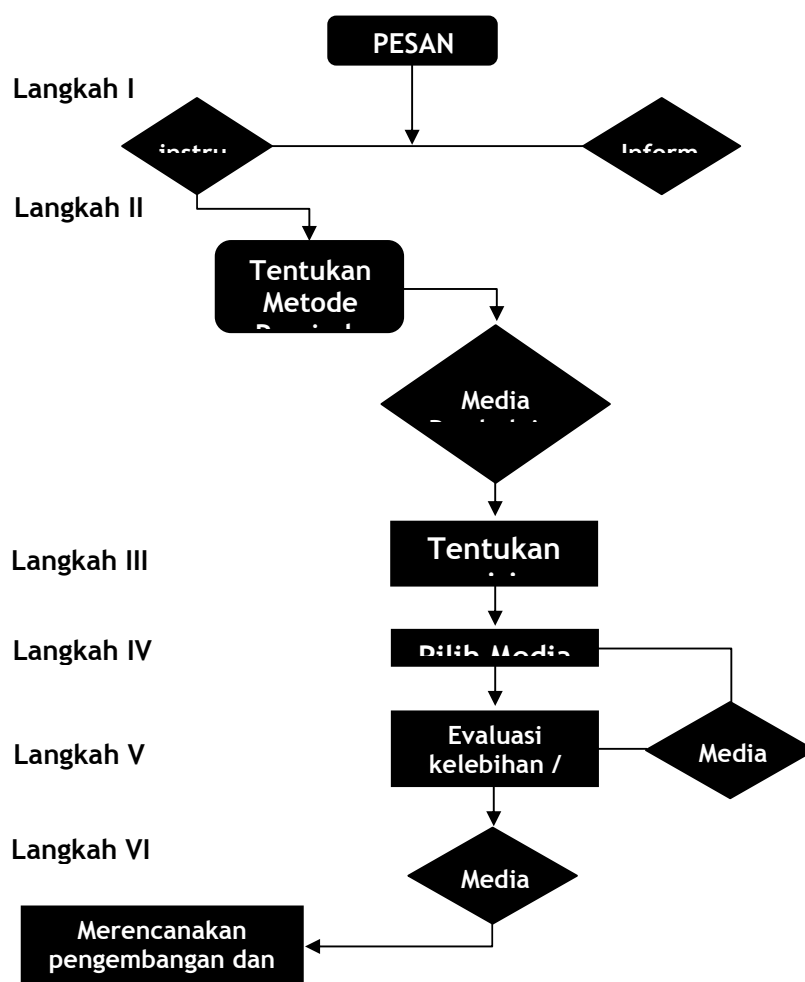 PESAN
Langkah I
instru
Inform
Langkah II
Tentukan
Metode
Media
Langkah III
Tentukan
Langkah IV
Pilih Media
Langkah V
Evaluasi
kelebihan /
Media
Langkah VI
Media
Merencanakan
pengembangan dan